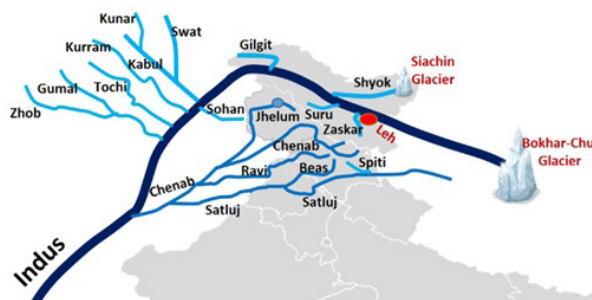 Kunar
Swat
Kurram
Kabul
Gilgit
Siachin
Glacier
Gumal
Tochi
Shyok
Zhob
Sohan
Jhelum
Suru
Zaskar
Leh
Bokhar-Chu
Glacier
Chenab
Chenab
Ravi
Beas
Spiti
Satluj
Satluj
Indus